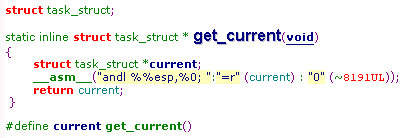 struct task_struct;
static inline struct task_struct * get_current(void)
{
struct task_struct *current;
__asm__("andl %%esp,%0; ":"=r" (current) : "0" (~8191UL));
return current;
}
#define current get_current()